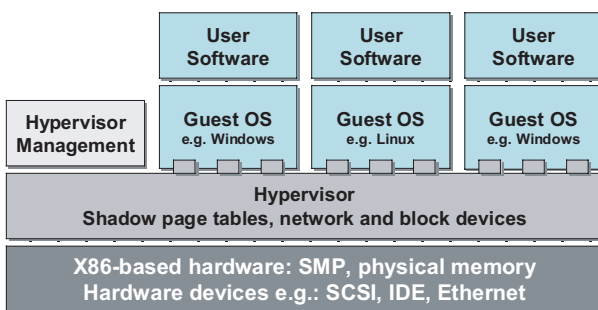 User
Software
User
Software
User
Software
Hypervisor
Management
Guest OS
e.g. Windows
Guest OS
e.g. Linux
Guest OS
e.g. Windows
Hypervisor
Shadow page tables, network and block devices
X86-based hardware: SMP, physical memory
Hardware devices e.g.: SCSI, IDE, Ethernet